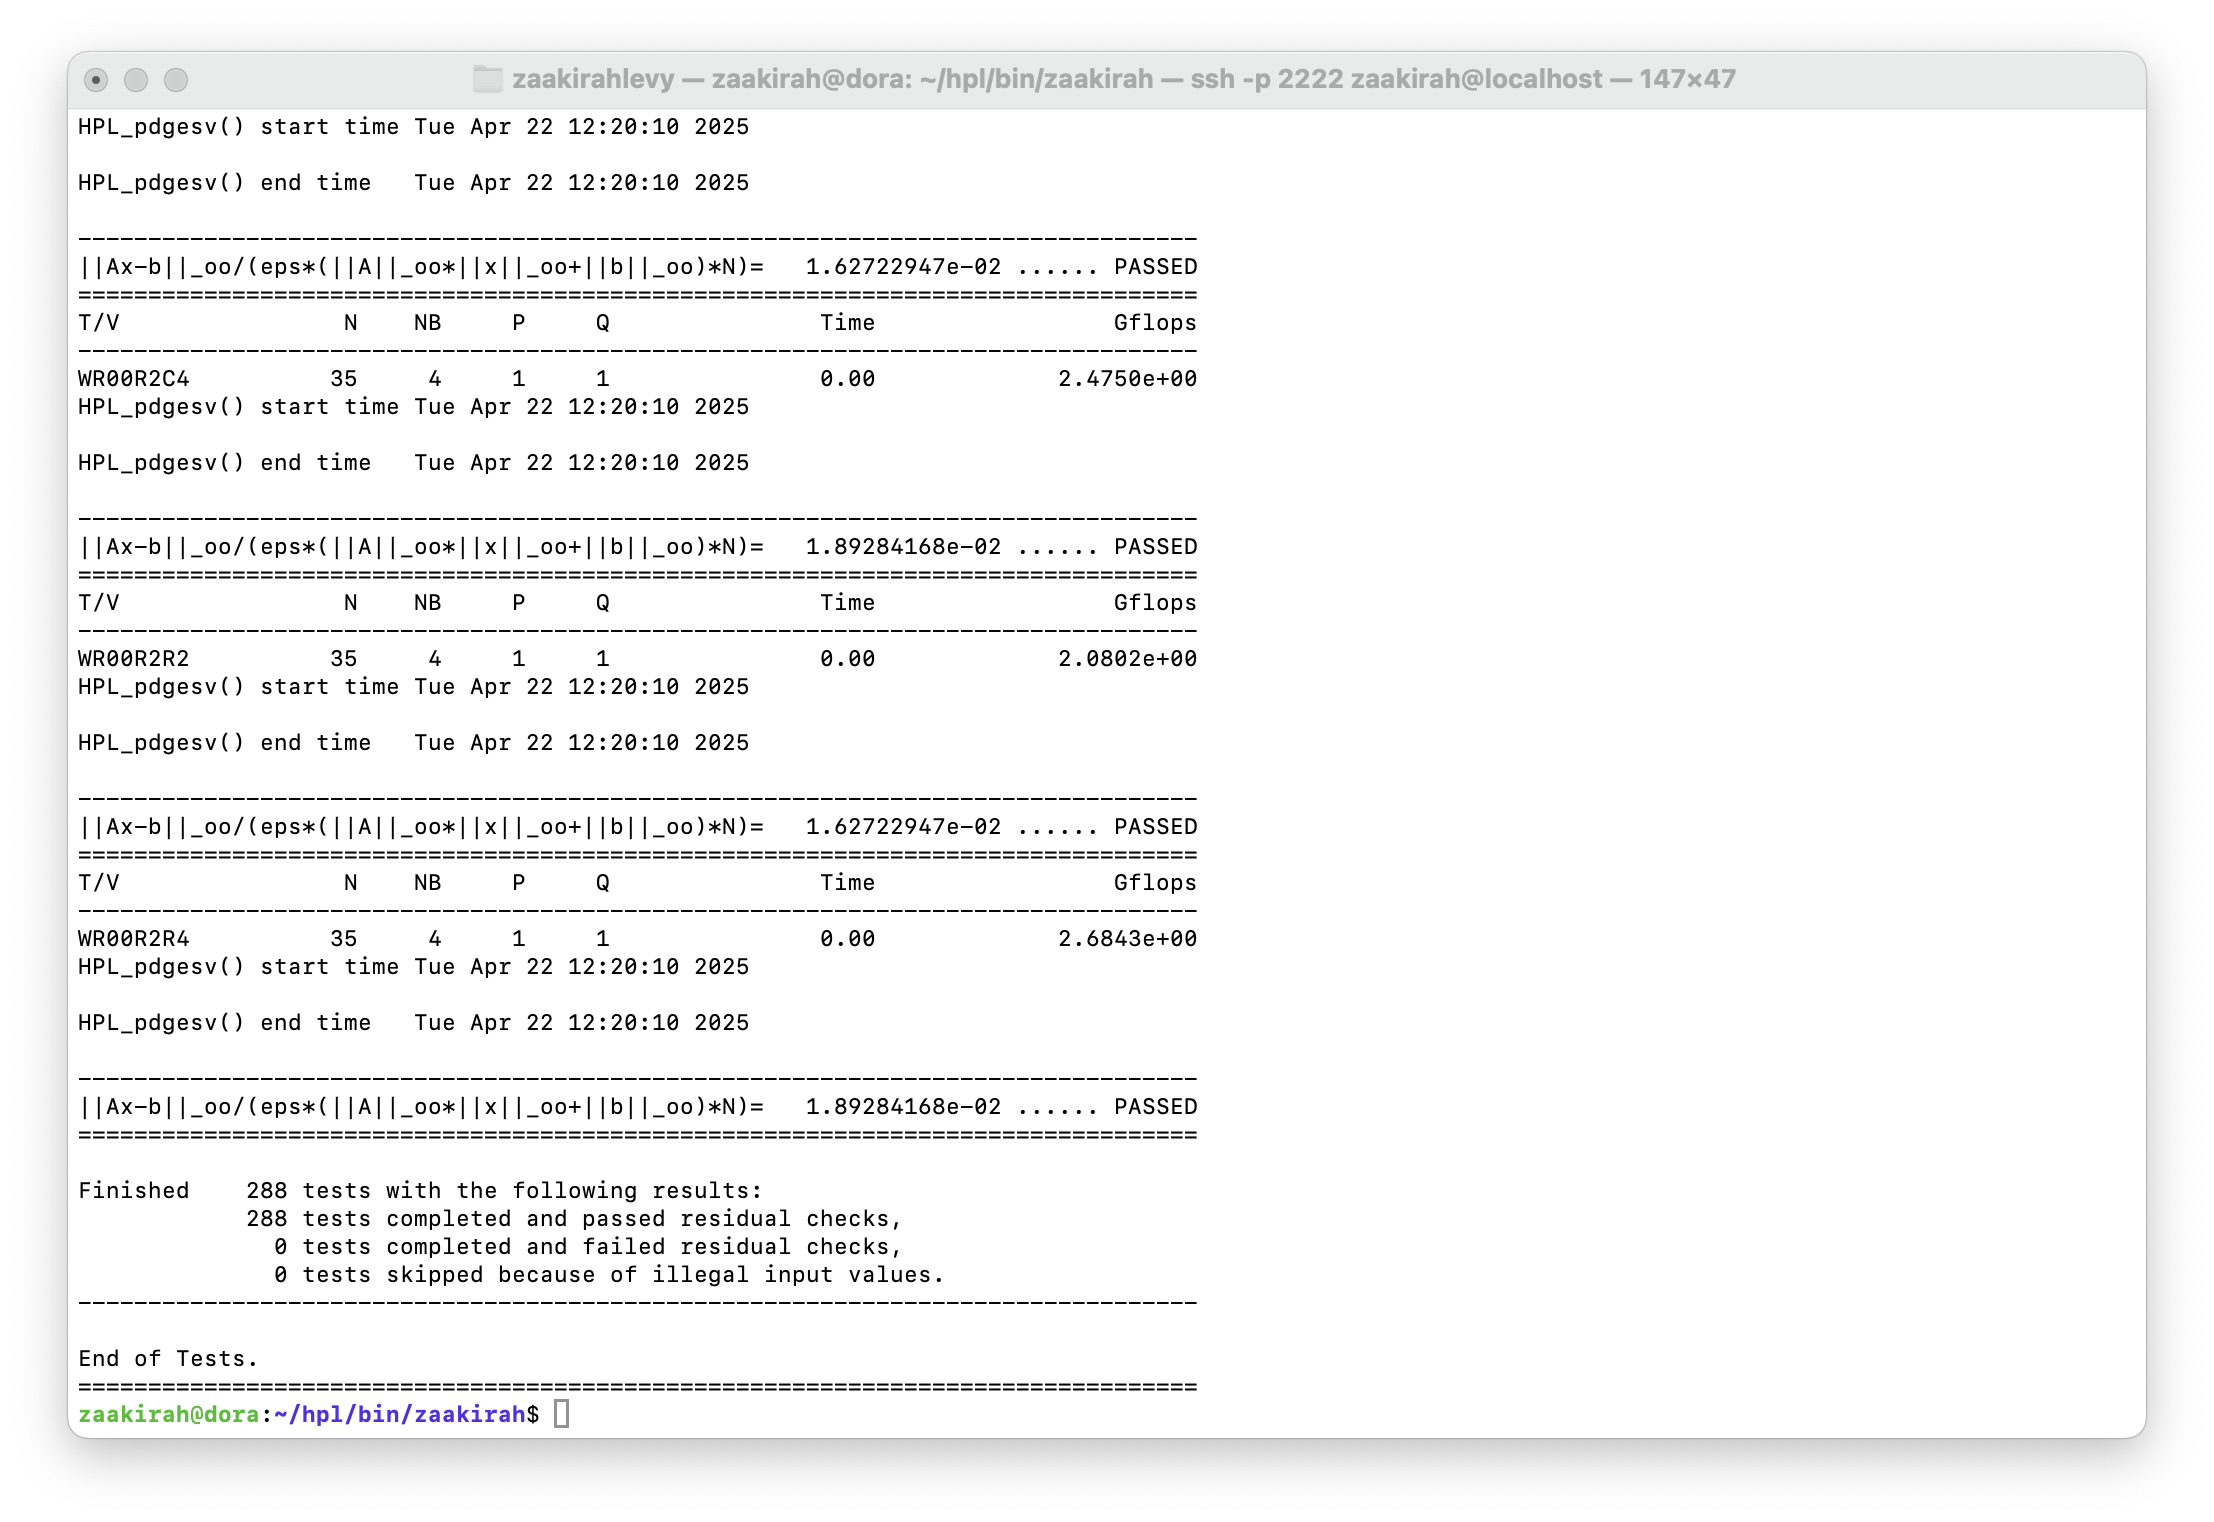 zaakirahlevy — zaakirah@dora: ~/hpl/bin/zaakirah — ssh -p 2222 zaakirah@localhost — 147×47
HPL_pdgesv() start time Tue Apr 22 12:20:10 2025
HPL_pdgesv() end time   Tue Apr 22 12:20:10 2025
--------------------------------------------------------------------------------
||Ax-b||_oo/(eps*(||A||_oo*||x||_oo+||b||_oo)*N)=   1.62722947e-02 ...... PASSED
================================================================================
T/V                N    NB     P     Q               Time                 Gflops
--------------------------------------------------------------------------------
WR00R2C4          35     4     1     1               0.00             2.4750e+00
HPL_pdgesv() start time Tue Apr 22 12:20:10 2025
HPL_pdgesv() end time   Tue Apr 22 12:20:10 2025
--------------------------------------------------------------------------------
||Ax-b||_oo/(eps*(||A||_oo*||x||_oo+||b||_oo)*N)=   1.89284168e-02 ...... PASSED
================================================================================
T/V                N    NB     P     Q               Time                 Gflops
--------------------------------------------------------------------------------
WR00R2R2          35     4     1     1               0.00             2.0802e+00
HPL_pdgesv() start time Tue Apr 22 12:20:10 2025
HPL_pdgesv() end time   Tue Apr 22 12:20:10 2025
--------------------------------------------------------------------------------
||Ax-b||_oo/(eps*(||A||_oo*||x||_oo+||b||_oo)*N)=   1.62722947e-02 ...... PASSED
================================================================================
T/V                N    NB     P     Q               Time                 Gflops
--------------------------------------------------------------------------------
WR00R2R4          35     4     1     1               0.00             2.6843e+00
HPL_pdgesv() start time Tue Apr 22 12:20:10 2025
HPL_pdgesv() end time   Tue Apr 22 12:20:10 2025
--------------------------------------------------------------------------------
||Ax-b||_oo/(eps*(||A||_oo*||x||_oo+||b||_oo)*N)=   1.89284168e-02 ...... PASSED
================================================================================
Finished    288 tests with the following results:
            288 tests completed and passed residual checks,
              0 tests completed and failed residual checks,
              0 tests skipped because of illegal input values.
--------------------------------------------------------------------------------
End of Tests.
================================================================================
zaakirah@dora:~/hpl/bin/zaakirah$